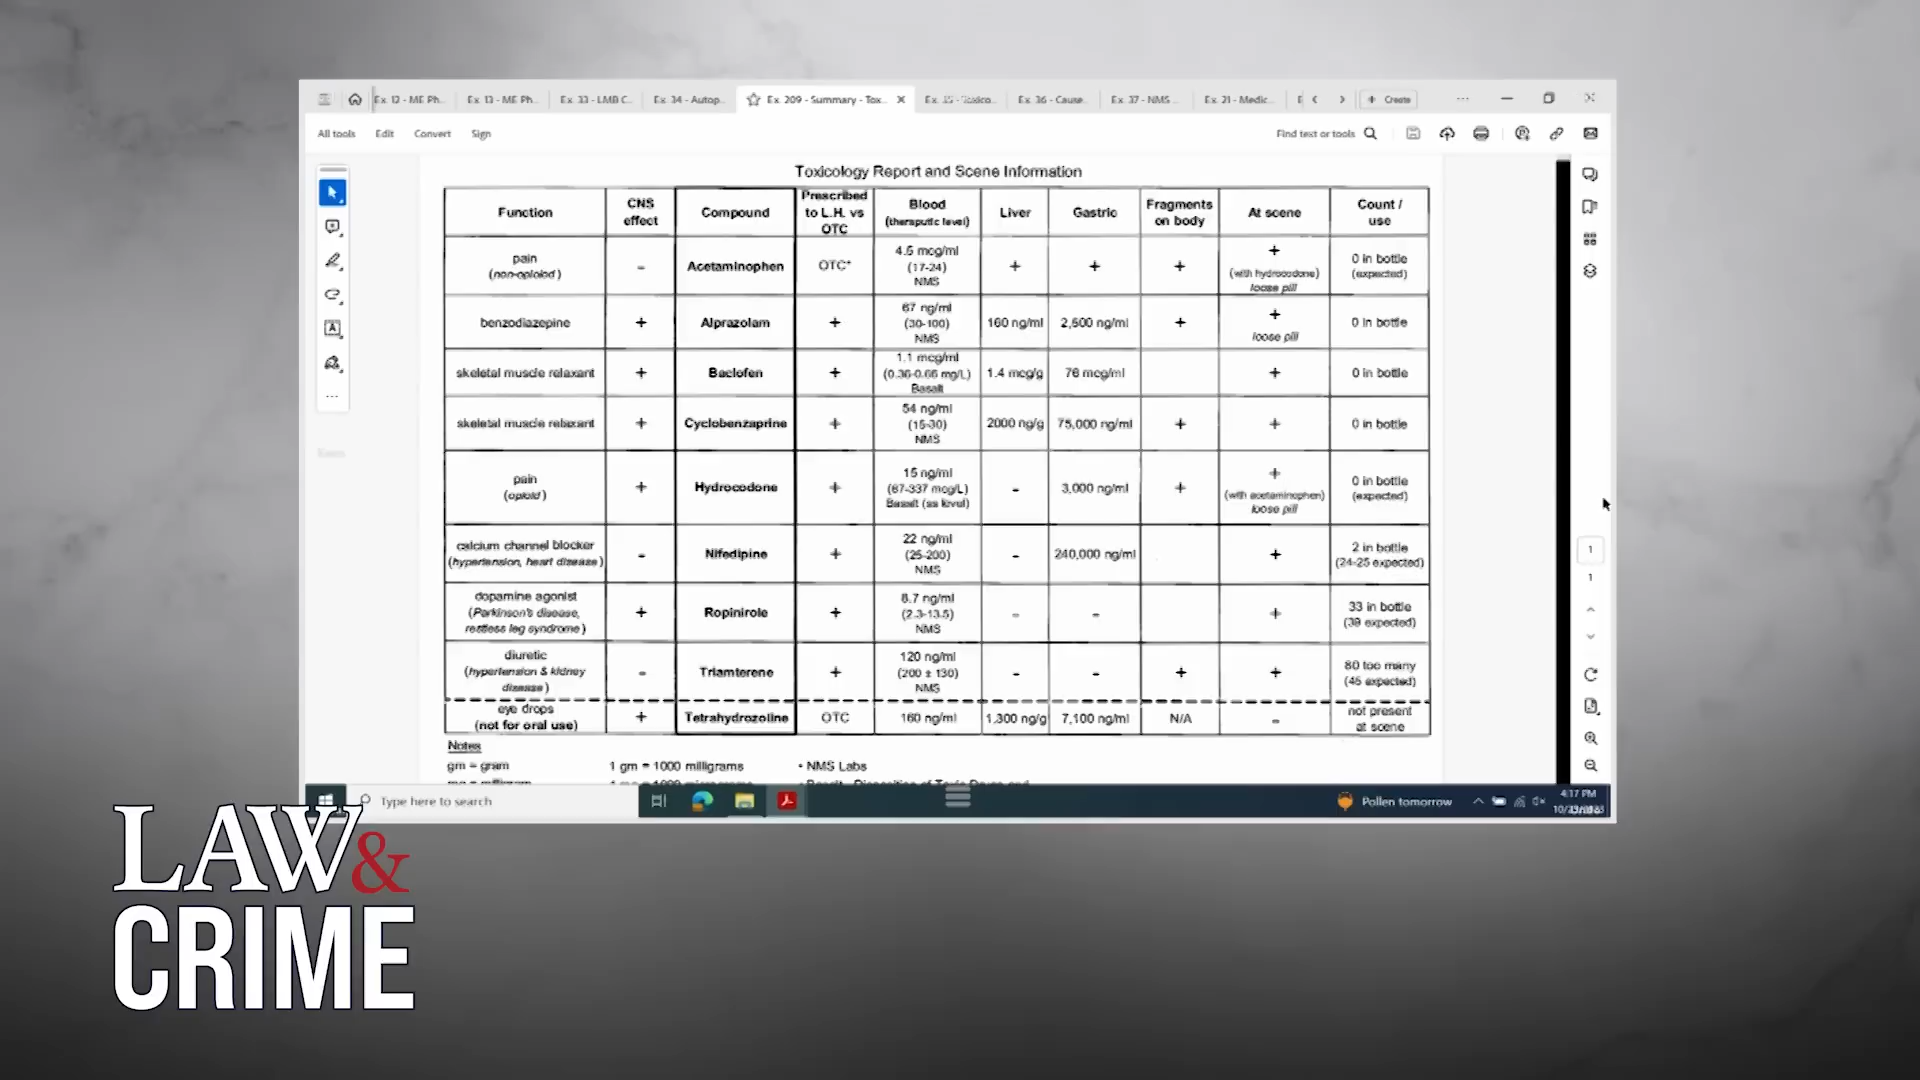 Ex. 12 - ME Ph... Ex. 13 - ME Ph... Ex. 33 - LMB C... Ex. 34 - Autop... Ex. 209 - Summary - Tox... Ex. 36 - Cause... Ex. 37 - NMS ... Ex. 21 - Medic... Create
All tools Edit Convert Sign Find text or tools
Toxicology Report and Scene Information
Function
CNS effect
Compound
Prescribed to L.H. vs OTC
Blood (theraputic level)
Liver
Gastric
Fragments on body
At scene
Count / use
pain (non-opioid)
-
Acetaminophen
OTC*
4.5 mcg/ml (17-24) NMS
+
+
+
+ (with hydrocodone) loose pill
0 in bottle (expected)
benzodiazepine
+
Alprazolam
+
67 ng/ml (30-100) NMS
160 ng/ml
2,500 ng/ml
+
+ loose pill
0 in bottle
skeletal muscle relaxant
+
Baclofen
+
1.1 mcg/ml (0.36-0.66 mg/L) Baselt
1.4 mcg/g
76 mcg/ml
+
0 in bottle
skeletal muscle relaxant
+
Cyclobenzaprine
+
54 ng/ml (15-30) NMS
2000 ng/g
75,000 ng/ml
+
+
0 in bottle
pain (opioid)
+
Hydrocodone
+
15 ng/ml (67-337 mcg/L) Baselt
-
3,000 ng/ml
+
+ (with acetaminophen) loose pill
0 in bottle (expected)
calcium channel blocker (hypertension, heart disease)
-
Nifedipine
+
22 ng/ml (25-200) NMS
-
240,000 ng/ml
+
2 in bottle (24-25 expected)
dopamine agonist (Parkinson's disease, restless leg syndrome)
+
Ropinirole
+
8.7 ng/ml (2.3-13.5) NMS
-
-
+
33 in bottle (39 expected)
diuretic (hypertension & kidney disease)
-
Triamterene
+
120 ng/ml (200 ± 130) NMS
-
-
+
+
80 too many (45 expected)
eye drops (not for oral use)
+
Tetrahydrozoline
OTC
160 ng/ml
1,300 ng/g
7,100 ng/ml
N/A
-
not present at scene
Notes
gm = gram 1 gm = 1000 milligrams • NMS Labs
1
1
Type here to search Pollen tomorrow 4:17 PM
LAW&
CRIME